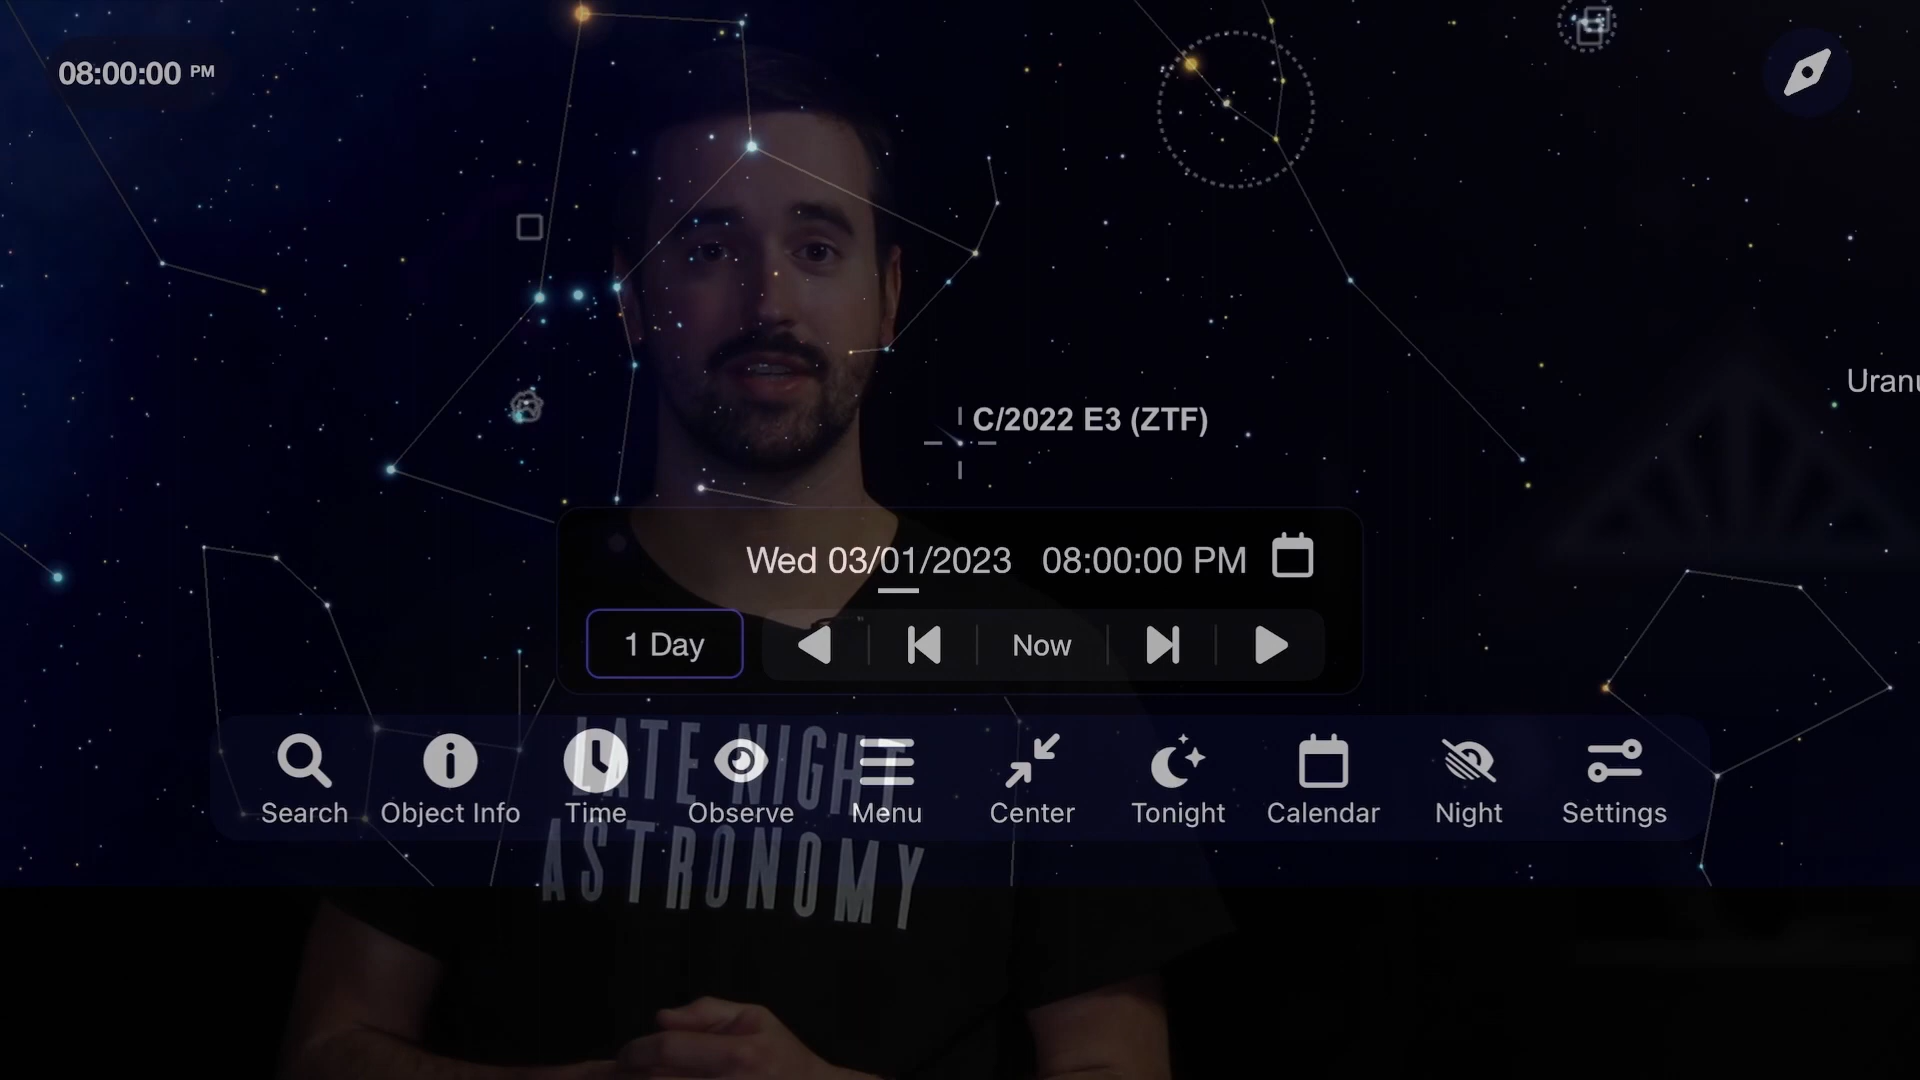 08:00:00 PM
C/2022 E3 (ZTF)
Wed 03/01/2023 08:00:00 PM
1 Day
Now
LATE NIGHT
ASTRONOMY
Search
Object Info
Time
Observe
Menu
Center
Tonight
Calendar
Night
Settings